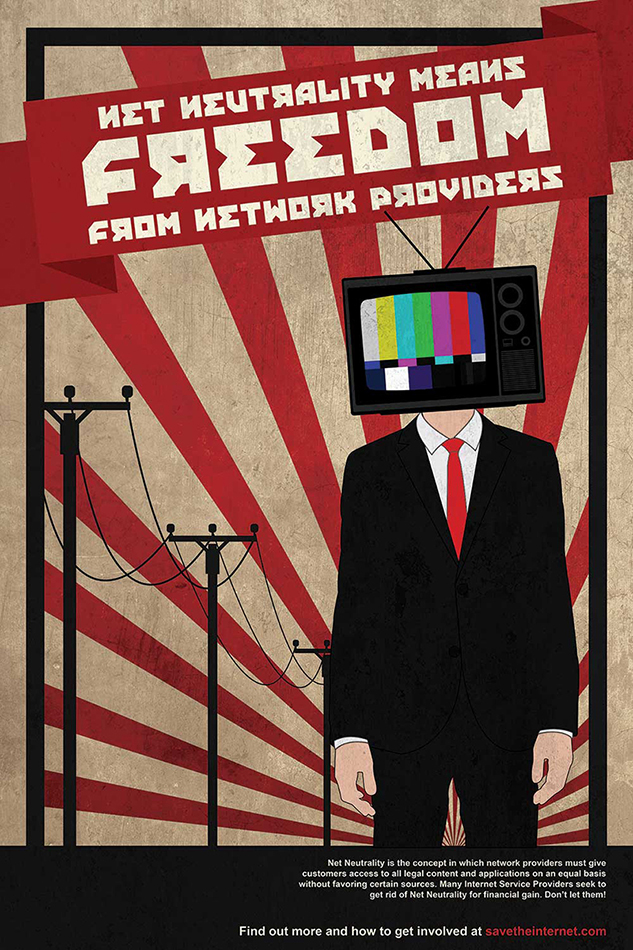 NET NEUTRALITY MEANS
FREEDOM
FROM NETWORK PROVIDERS
Net Neutrality is the concept in which network providers must give
customers access to all legal content and applications on an equal basis
without favoring certain sources. Many Internet Service Providers seek to
get rid of Net Neutrality for financial gain. Don't let them!
Find out more and how to get involved at savetheinternet.com